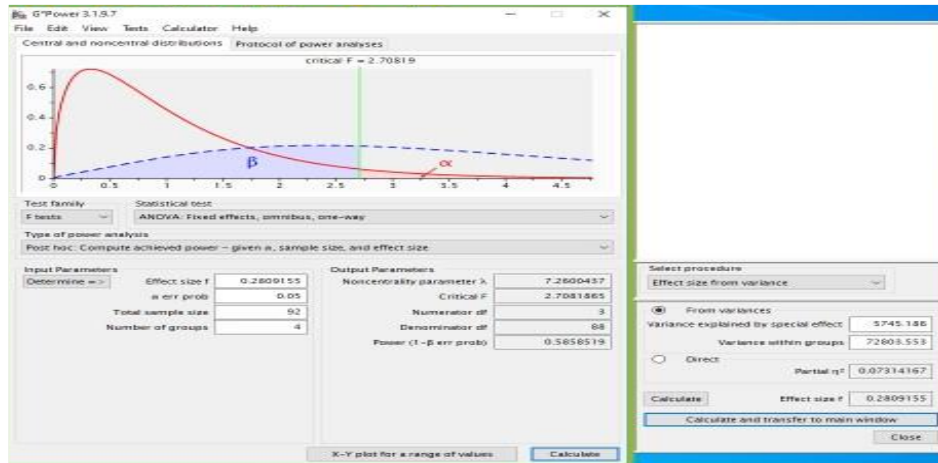 G*Power 3.1.9.7
File Edit View Tests Calculator Help
Central and noncentral distributions Protocol of power analyses
critical F = 2.70819
0.6
0.4
0.2
0
β
α
0 0.5 1 1.5 2 2.5 3 3.5 4 4.5
Test family Statistical test
F tests ANOVA: Fixed effects, omnibus, one-way
Type of power analysis
Post hoc: Compute achieved power – given α, sample size, and effect size
Input Parameters
Determine => Effect size f 0.2809155
α err prob 0.05
Total sample size 92
Number of groups 4
Output Parameters
Noncentrality parameter λ 7.2600437
Critical F 2.7081865
Numerator df 3
Denominator df 88
Power (1-β err prob) 0.5858519
X-Y plot for a range of values Calculate
Select procedure
Effect size from variance
From variances
Variance explained by special effect 5745.186
Variance within groups 72803.553
Direct
Partial η² 0.07314167
Calculate Effect size f 0.2809155
Calculate and transfer to main window
Close